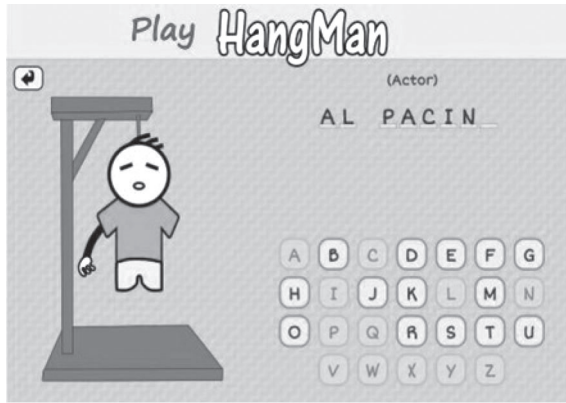 Play HangMan
(Actor)
AL PACIN_
A B C D E F G
H I J K L M N
O P Q R S T U
V W X Y Z